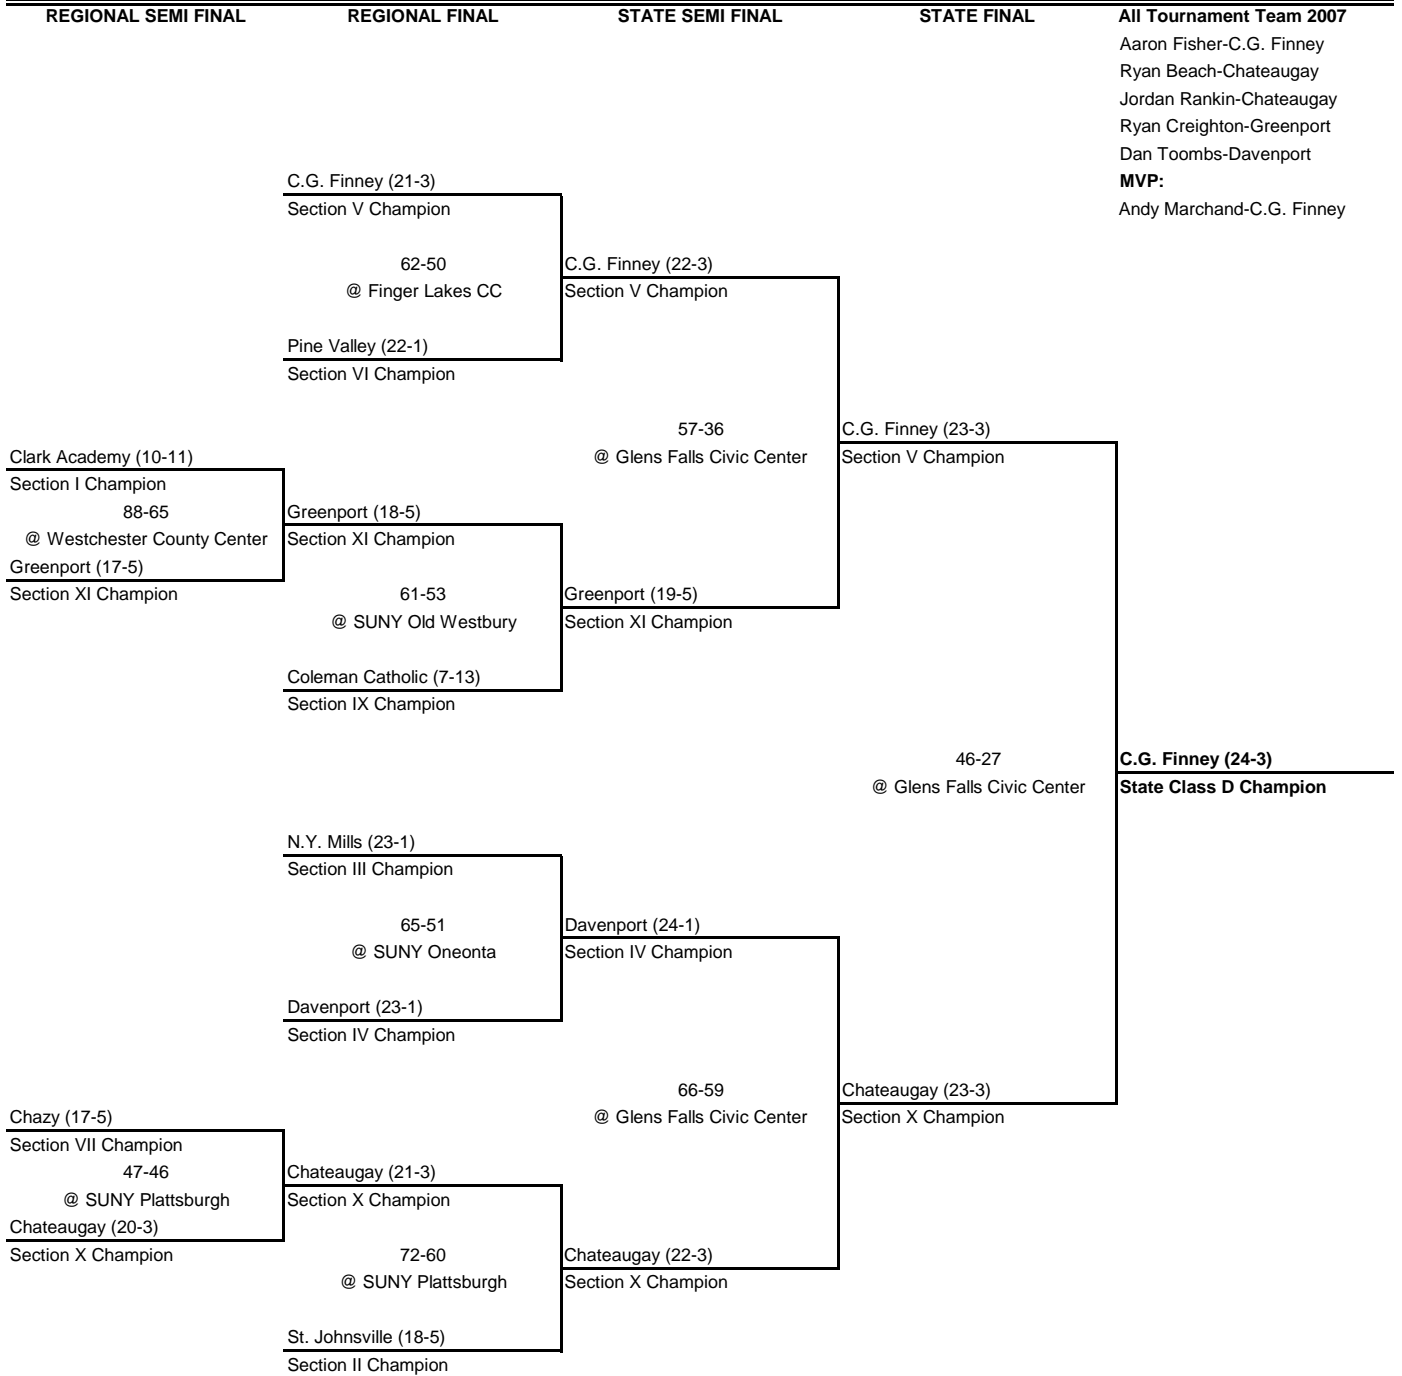 REGIONAL SEMI FINAL REGIONAL FINAL STATE SEMI FINAL STATE FINAL All Tournament Team 2007
Aaron Fisher-C.G. Finney
Ryan Beach-Chateaugay
Jordan Rankin-Chateaugay
Ryan Creighton-Greenport
Dan Toombs-Davenport
C.G. Finney (21-3) MVP:
Section V Champion Andy Marchand-C.G. Finney
62-50 C.G. Finney (22-3)
@ Finger Lakes CC Section V Champion
Pine Valley (22-1)
Section VI Champion
57-36 C.G. Finney (23-3)
Clark Academy (10-11) @ Glens Falls Civic Center Section V Champion
Section I Champion
88-65 Greenport (18-5)
@ Westchester County Center Section XI Champion
Greenport (17-5)
Section XI Champion 61-53 Greenport (19-5)
@ SUNY Old Westbury Section XI Champion
Coleman Catholic (7-13)
Section IX Champion
46-27 C.G. Finney (24-3)
@ Glens Falls Civic Center State Class D Champion
N.Y. Mills (23-1)
Section III Champion
65-51 Davenport (24-1)
@ SUNY Oneonta Section IV Champion
Davenport (23-1)
Section IV Champion
66-59 Chateaugay (23-3)
Chazy (17-5) @ Glens Falls Civic Center Section X Champion
Section VII Champion
47-46 Chateaugay (21-3)
@ SUNY Plattsburgh Section X Champion
Chateaugay (20-3)
Section X Champion 72-60 Chateaugay (22-3)
@ SUNY Plattsburgh Section X Champion
St. Johnsville (18-5)
Section II Champion